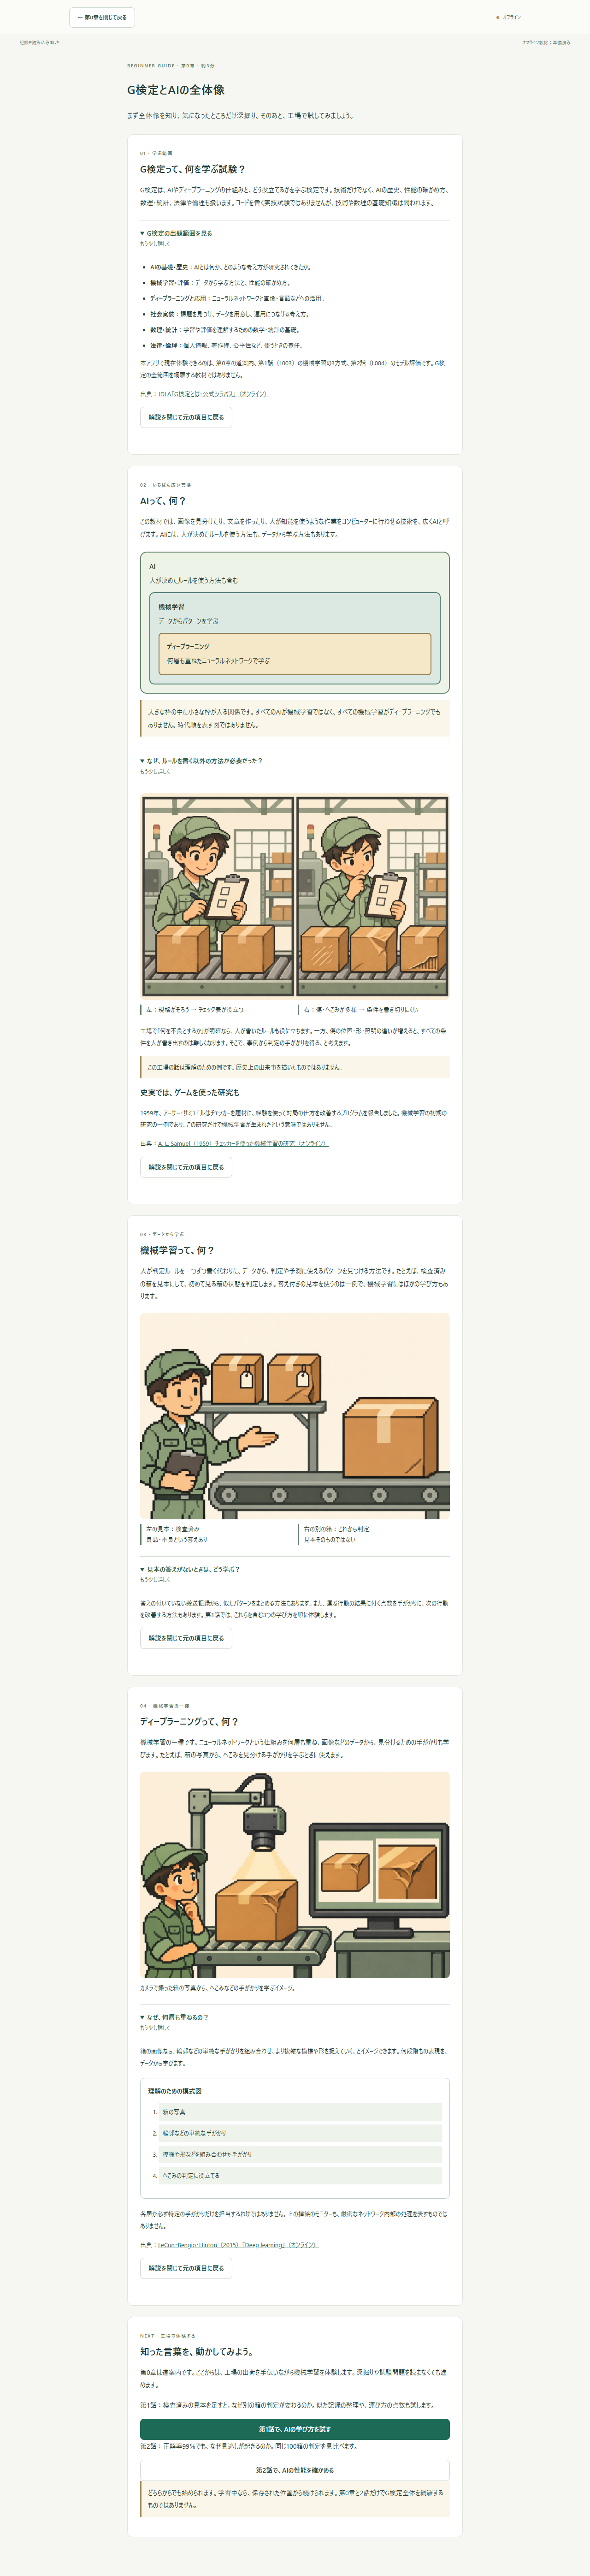 ← 第0章を閉じて戻る
オフライン
記録を読み込みました
オフライン教材：準備済み
BEGINNER GUIDE · 第0章 · 約3分
G検定とAIの全体像
まず全体像を知り、気になったところだけ深掘り。そのあと、工場で試してみましょう。
01 · 学ぶ範囲
G検定って、何を学ぶ試験？
G検定は、AIやディープラーニングの仕組みと、どう役立てるかを学ぶ検定です。技術だけでなく、AIの歴史、性能の確かめ方、
数理・統計、法律や倫理も扱います。コードを書く実技試験ではありませんが、技術や数理の基礎知識は問われます。
▼ G検定の出題範囲を見る
もう少し詳しく
AIの基礎・歴史：AIとは何か、どのような考え方が研究されてきたか。
機械学習・評価：データから学ぶ方法と、性能の確かめ方。
ディープラーニングと応用：ニューラルネットワークと画像・言語などへの活用。
社会実装：課題を見つけ、データを用意し、運用につなげる考え方。
数理・統計：学習や評価を理解するための数学・統計の基礎。
法律・倫理：個人情報、著作権、公平性など、使うときの責任。
本アプリで現在体験できるのは、第0章の道案内、第1話（L003）の機械学習の3方式、第2話（L004）のモデル評価です。G検
定の全範囲を網羅する教材ではありません。
出典：JDLA「G検定とは・公式シラバス」（オンライン）
解説を閉じて元の項目に戻る
02 · いちばん広い言葉
AIって、何？
この教材では、画像を見分けたり、文章を作ったり、人が知能を使うような作業をコンピューターに行わせる技術を、広くAIと呼
びます。AIには、人が決めたルールを使う方法も、データから学ぶ方法もあります。
AI
人が決めたルールを使う方法も含む
機械学習
データからパターンを学ぶ
ディープラーニング
何層も重ねたニューラルネットワークで学ぶ
大きな枠の中に小さな枠が入る関係です。すべてのAIが機械学習ではなく、すべての機械学習がディープラーニングでも
ありません。時代順を表す図ではありません。
▼ なぜ、ルールを書く以外の方法が必要だった？
もう少し詳しく
左：規格がそろう → チェック表が役立つ
右：傷・へこみが多様 → 条件を書き切りにくい
工場で「何を不良とするか」が明確なら、人が書いたルールも役に立ちます。一方、傷の位置・形・照明の違いが増えると、すべての条
件を人が書き出すのは難しくなります。そこで、事例から判定の手がかりを得る、と考えます。
この工場の話は理解のための例です。歴史上の出来事を描いたものではありません。
史実では、ゲームを使った研究も
1959年、アーサー・サミュエルはチェッカーを題材に、経験を使って対局の仕方を改善するプログラムを報告しました。機械学習の初期の
研究の一例であり、この研究だけで機械学習が生まれたという意味ではありません。
出典：A. L. Samuel（1959）チェッカーを使った機械学習の研究（オンライン）
解説を閉じて元の項目に戻る
03 · データから学ぶ
機械学習って、何？
人が判定ルールを一つずつ書く代わりに、データから、判定や予測に使えるパターンを見つける方法です。たとえば、検査済み
の箱を見本にして、初めて見る箱の状態を判定します。答え付きの見本を使うのは一例で、機械学習にはほかの学び方もあ
ります。
左の見本：検査済み
良品・不良という答えあり
右の別の箱：これから判定
見本そのものではない
▼ 見本の答えがないときは、どう学ぶ？
もう少し詳しく
答えの付いていない搬送記録から、似たパターンをまとめる方法もあります。また、運ぶ行動の結果に付く点数を手がかりに、次の行動
を改善する方法もあります。第1話では、これらを含む3つの学び方を順に体験します。
解説を閉じて元の項目に戻る
04 · 機械学習の一種
ディープラーニングって、何？
機械学習の一種です。ニューラルネットワークという仕組みを何層も重ね、画像などのデータから、見分けるための手がかりも学
びます。たとえば、箱の写真から、へこみを見分ける手がかりを学ぶときに使えます。
カメラで撮った箱の写真から、へこみなどの手がかりを学ぶイメージ。
▼ なぜ、何層も重ねるの？
もう少し詳しく
箱の画像なら、輪郭などの単純な手がかりを組み合わせ、より複雑な模様や形を捉えていく、とイメージできます。何段階もの表現を、
データから学びます。
理解のための模式図
1. 箱の写真
2. 輪郭などの単純な手がかり
3. 模様や形などを組み合わせた手がかり
4. へこみの判定に役立てる
各層が必ず特定の手がかりだけを担当するわけではありません。上の挿絵のモニターも、厳密なネットワーク内部の処理を表すものでは
ありません。
出典：LeCun・Bengio・Hinton（2015）「Deep learning」（オンライン）
解説を閉じて元の項目に戻る
NEXT · 工場で体験する
知った言葉を、動かしてみよう。
第0章は道案内です。ここからは、工場の出荷を手伝いながら機械学習を体験します。深掘りや試験問題を読まなくても進
めます。
第1話：検査済みの見本を足すと、なぜ別の箱の判定が変わるのか。似た記録の整理や、運び方の点数も試します。
第1話で、AIの学び方を試す
第2話：正解率99%でも、なぜ見逃しが起きるのか。同じ100箱の判定を見比べます。
第2話で、AIの性能を確かめる
どちらからでも始められます。学習中なら、保存された位置から続けられます。第0章と2話だけでG検定全体を網羅する
ものではありません。